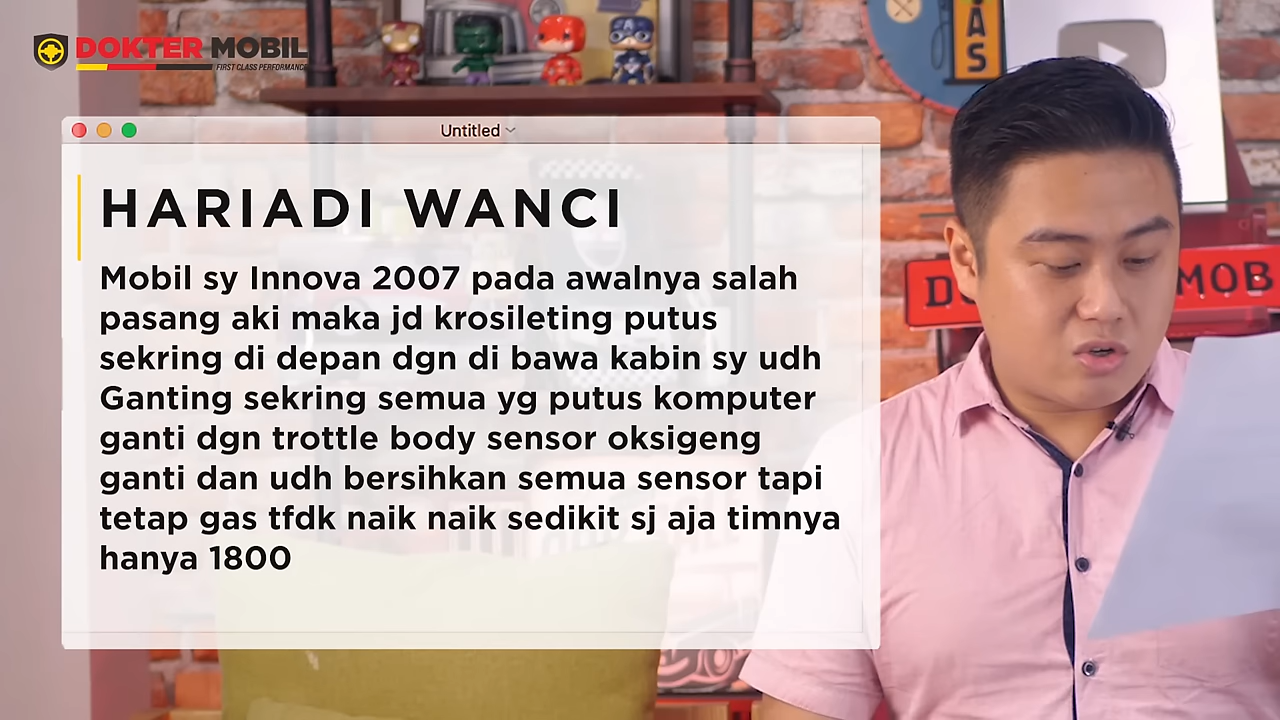 DOKTER MOBIL
FIRST CLASS PERFORMANCE
AS
Untitled
HARIADI WANCI
Mobil sy Innova 2007 pada awalnya salah
pasang aki maka jd krosileting putus
sekring di depan dgn di bawa kabin sy udh
Ganting sekring semua yg putus komputer
ganti dgn trottle body sensor oksigeng
ganti dan udh bersihkan semua sensor tapi
tetap gas tfdk naik naik sedikit sj aja timnya
hanya 1800
D
MOB